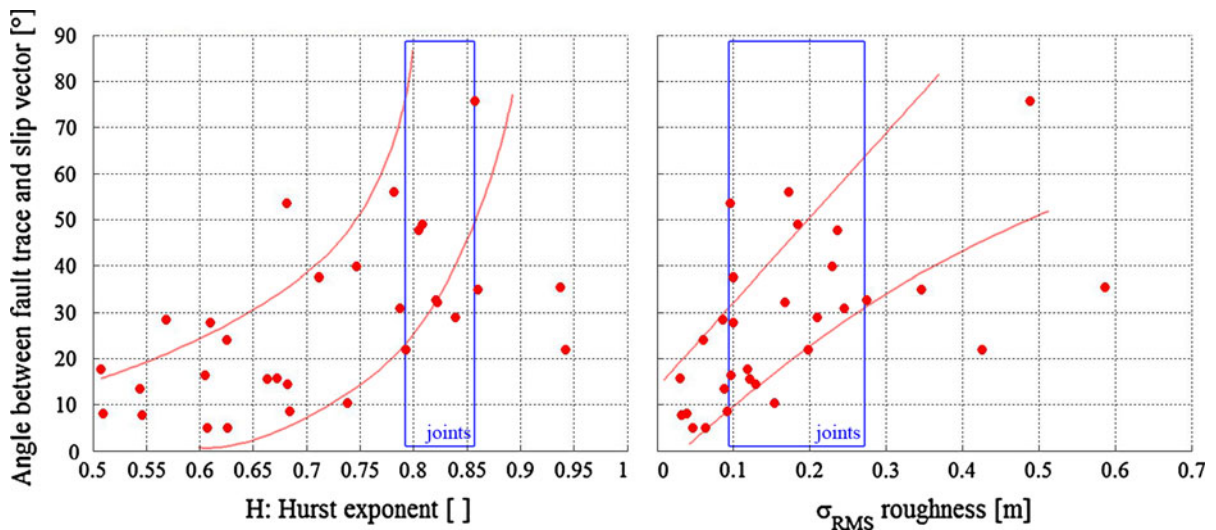 Angle between fault trace and slip vector [°]
90
80
70
60
50
40
30
20
10
0
joints
0.5 0.55 0.6 0.65 0.7 0.75 0.8 0.85 0.9 0.95 1
H: Hurst exponent [ ]
joints
0 0.1 0.2 0.3 0.4 0.5 0.6 0.7
σRMS roughness [m]